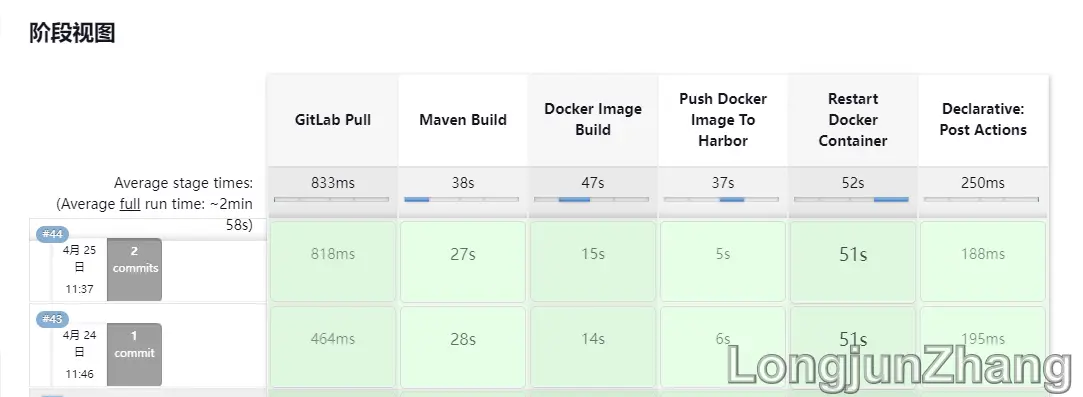 阶段视图
GitLab Pull
Maven Build
Docker Image
Build
Push Docker
Image To
Harbor
Restart
Docker
Container
Declarative:
Post Actions
Average stage times:
(Average full run time: ~2min
58s)
833ms
38s
47s
37s
52s
250ms
#44
4月 25
日
11:37
2
commits
818ms
27s
15s
5s
51s
188ms
#43
4月 24
日
11:46
1
commit
464ms
28s
14s
6s
51s
195ms
LongjunZhang